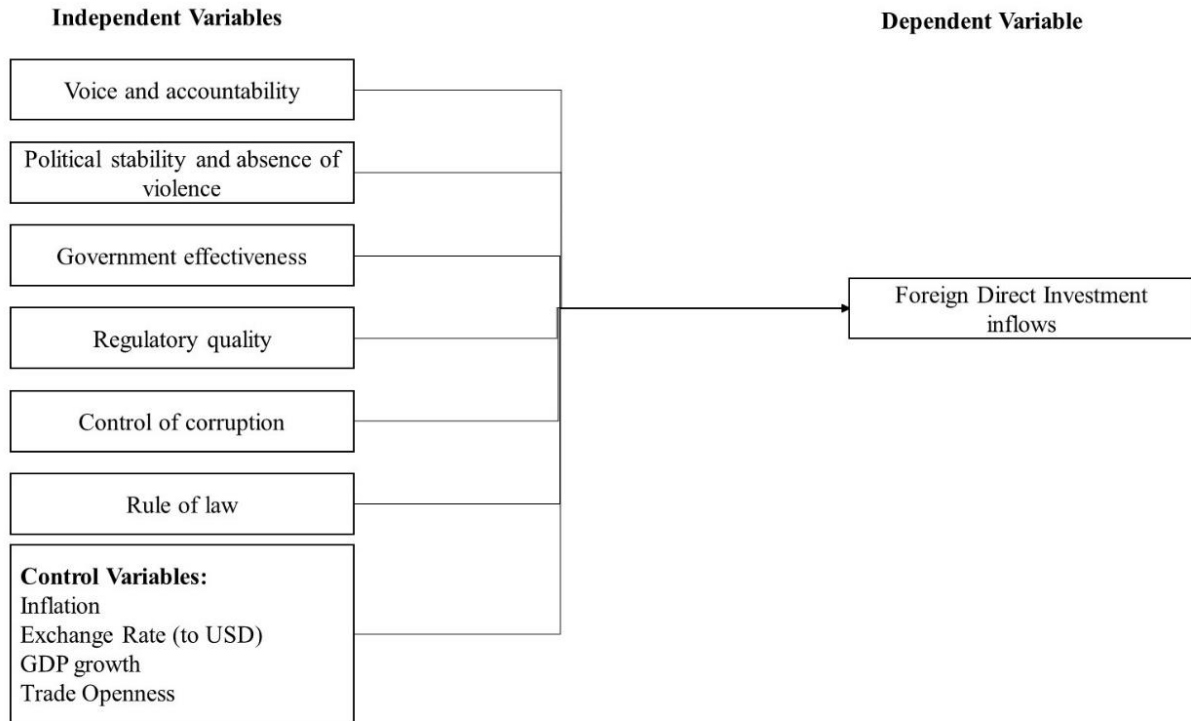 Independent Variables
Dependent Variable
Voice and accountability
Political stability and absence of
violence
Government effectiveness
Regulatory quality
Control of corruption
Rule of law
Control Variables:
Inflation
Exchange Rate (to USD)
GDP growth
Trade Openness
Foreign Direct Investment
inflows